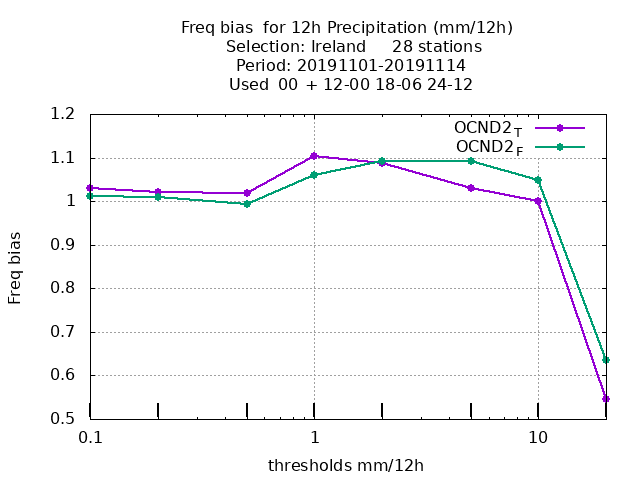 Freq bias  for 12h Precipitation (mm/12h)
Selection: Ireland     28 stations
Period: 20191101-20191114
Used  00 + 12-00 18-06 24-12
OCND2_T
OCND2_F
1.2
1.1
1
0.9
0.8
0.7
0.6
0.5
Freq bias
0.1 1 10
thresholds mm/12h